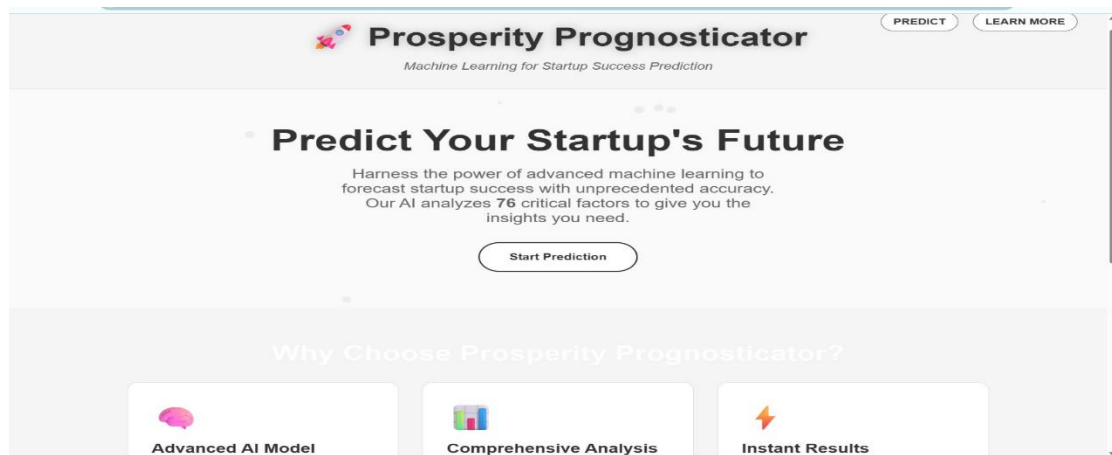 PREDICT LEARN MORE
Prosperity Prognosticator
Machine Learning for Startup Success Prediction
Predict Your Startup's Future
Harness the power of advanced machine learning to
forecast startup success with unprecedented accuracy.
Our AI analyzes 76 critical factors to give you the
insights you need.
Start Prediction
Why Choose Prosperity Prognosticator?
Advanced AI Model
Comprehensive Analysis
Instant Results